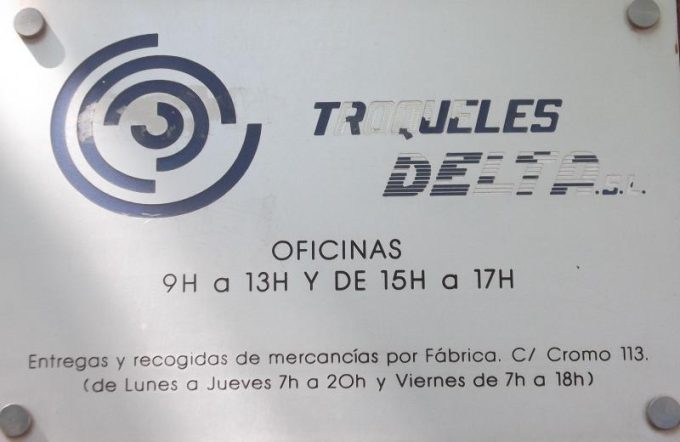 TROQUELES
DELTA S.L.
OFICINAS
9H a 13H Y DE 15H a 17H
Entregas y recogidas de mercancías por Fábrica. C/ Cromo 113.
(de Lunes a Jueves 7h a 20h y Viernes de 7h a 18h)